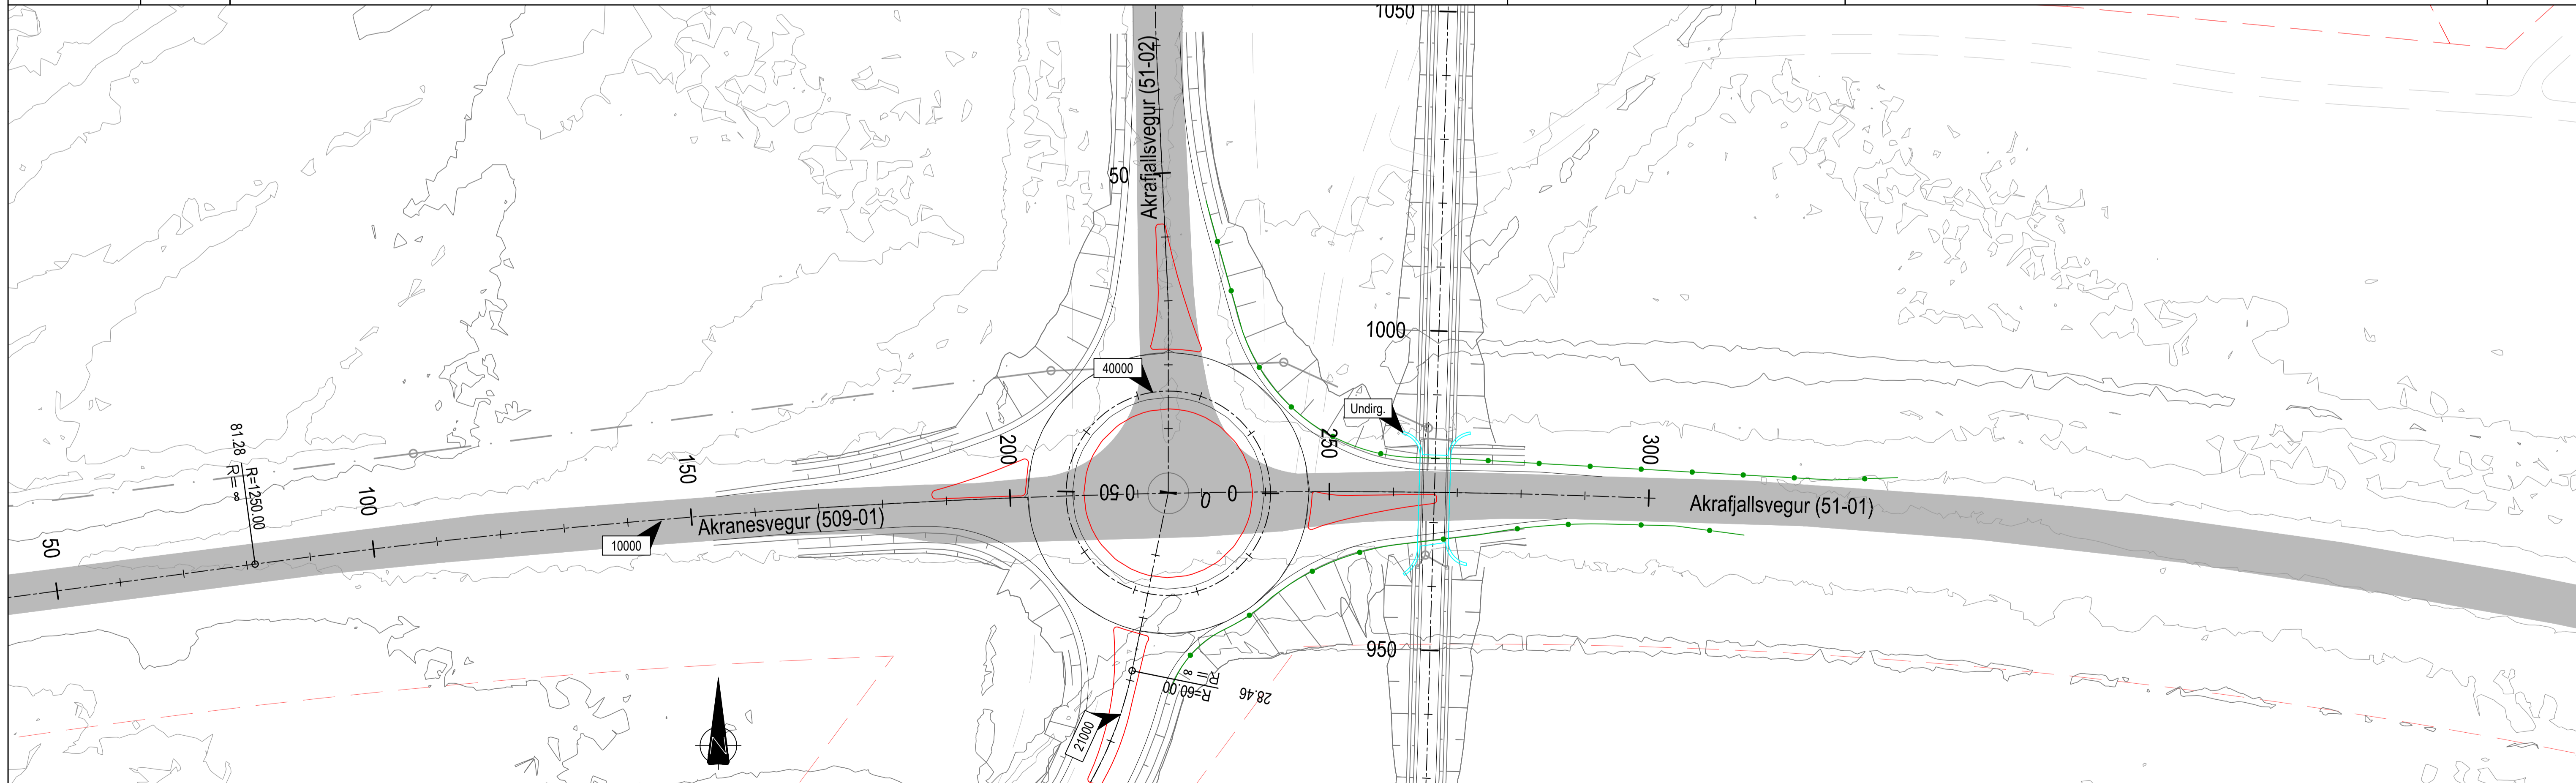 1050
Akrafjallsvegur (51-02)
50
1000
40000
Undirg.
81.28
R=1250.00
R=∞
50
100
150
200
250
300
0
50
0
0
10000
Akranesvegur (509-01)
Akrafjallsvegur (51-01)
950
R=∞
R=60.00
28.46
21000
N